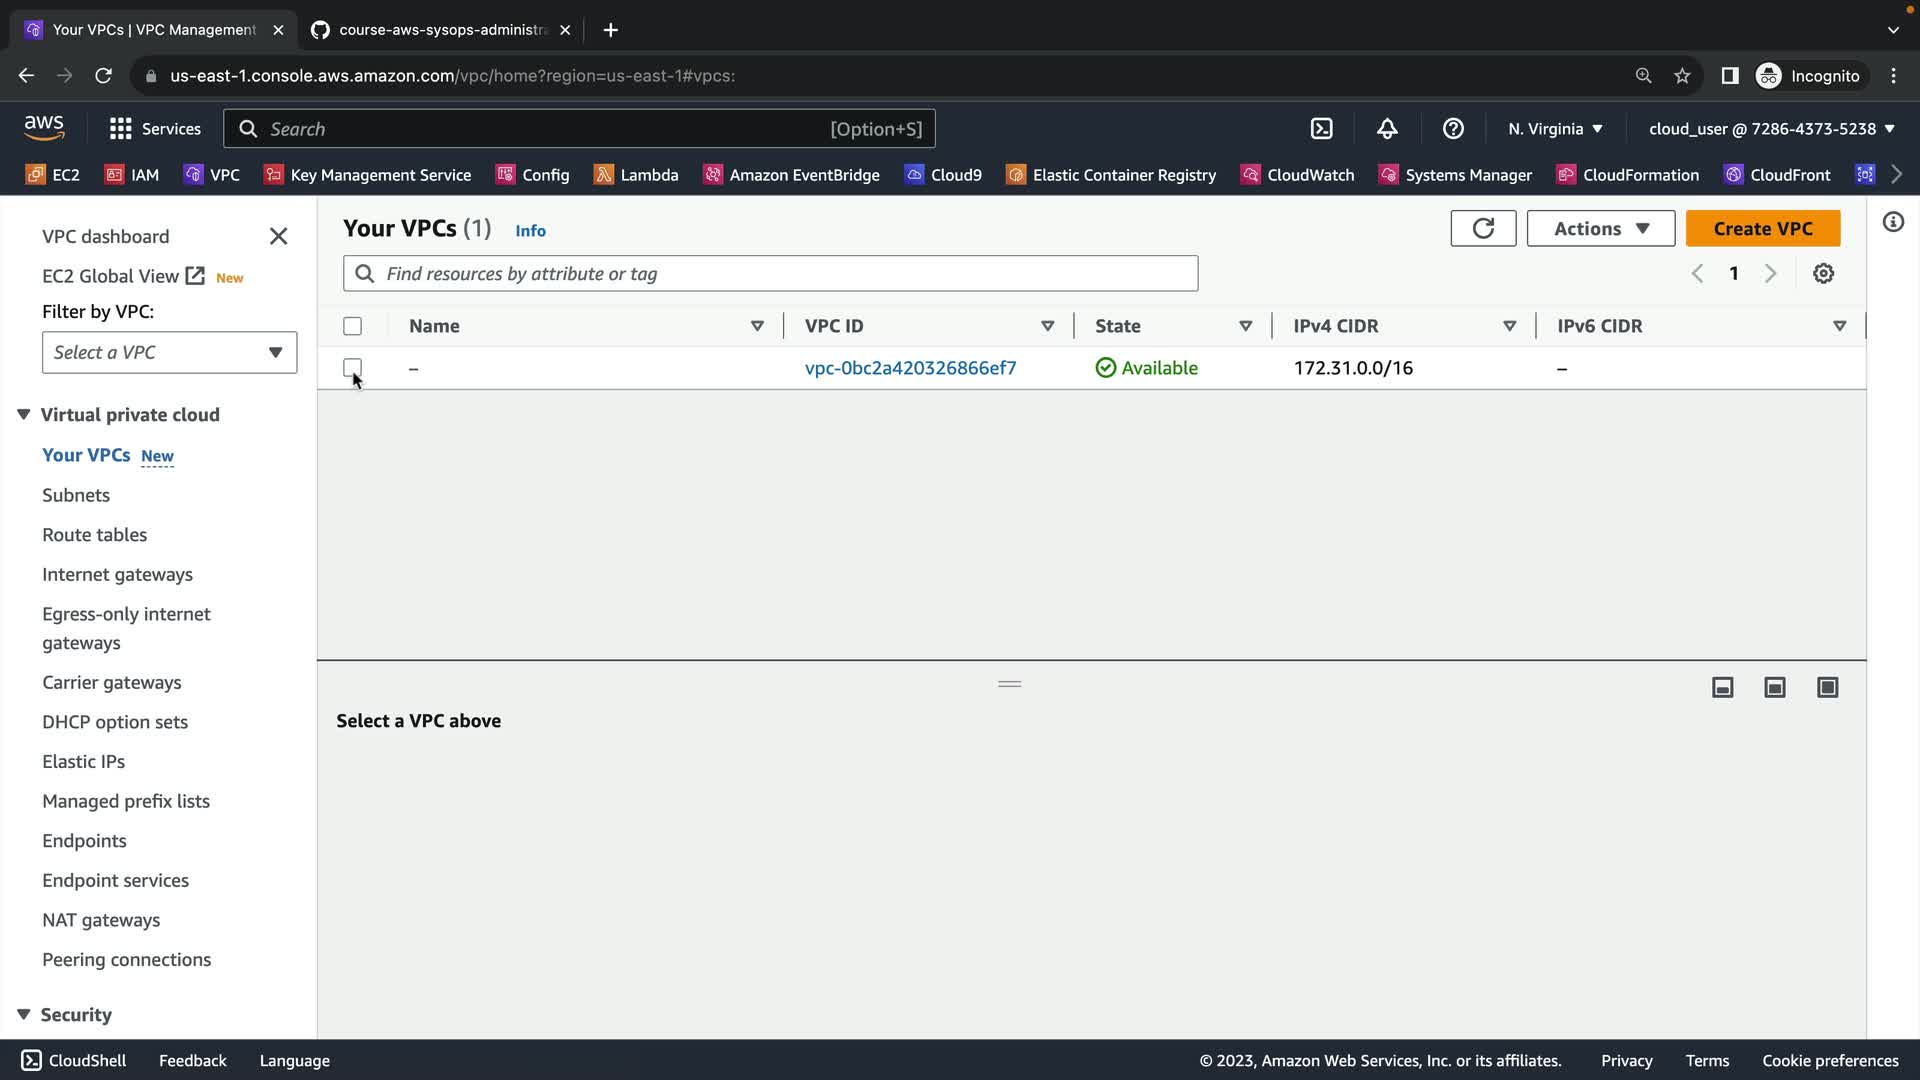 Your VPCs | VPC Management
course-aws-sysops-administra
us-east-1.console.aws.amazon.com/vpc/home?region=us-east-1#vpcs:
Incognito
aws
Services
Search
[Option+S]
N. Virginia
cloud_user @ 7286-4373-5238
EC2
IAM
VPC
Key Management Service
Config
Lambda
Amazon EventBridge
Cloud9
Elastic Container Registry
CloudWatch
Systems Manager
CloudFormation
CloudFront
VPC dashboard
EC2 Global View New
Filter by VPC:
Select a VPC
Virtual private cloud
Your VPCs New
Subnets
Route tables
Internet gateways
Egress-only internet
gateways
Carrier gateways
DHCP option sets
Elastic IPs
Managed prefix lists
Endpoints
Endpoint services
NAT gateways
Peering connections
Security
Your VPCs (1) Info
Actions
Create VPC
Find resources by attribute or tag
1
Name
VPC ID
State
IPv4 CIDR
IPv6 CIDR
–
vpc-0bc2a420326866ef7
Available
172.31.0.0/16
–
Select a VPC above
CloudShell
Feedback
Language
© 2023, Amazon Web Services, Inc. or its affiliates.
Privacy
Terms
Cookie preferences